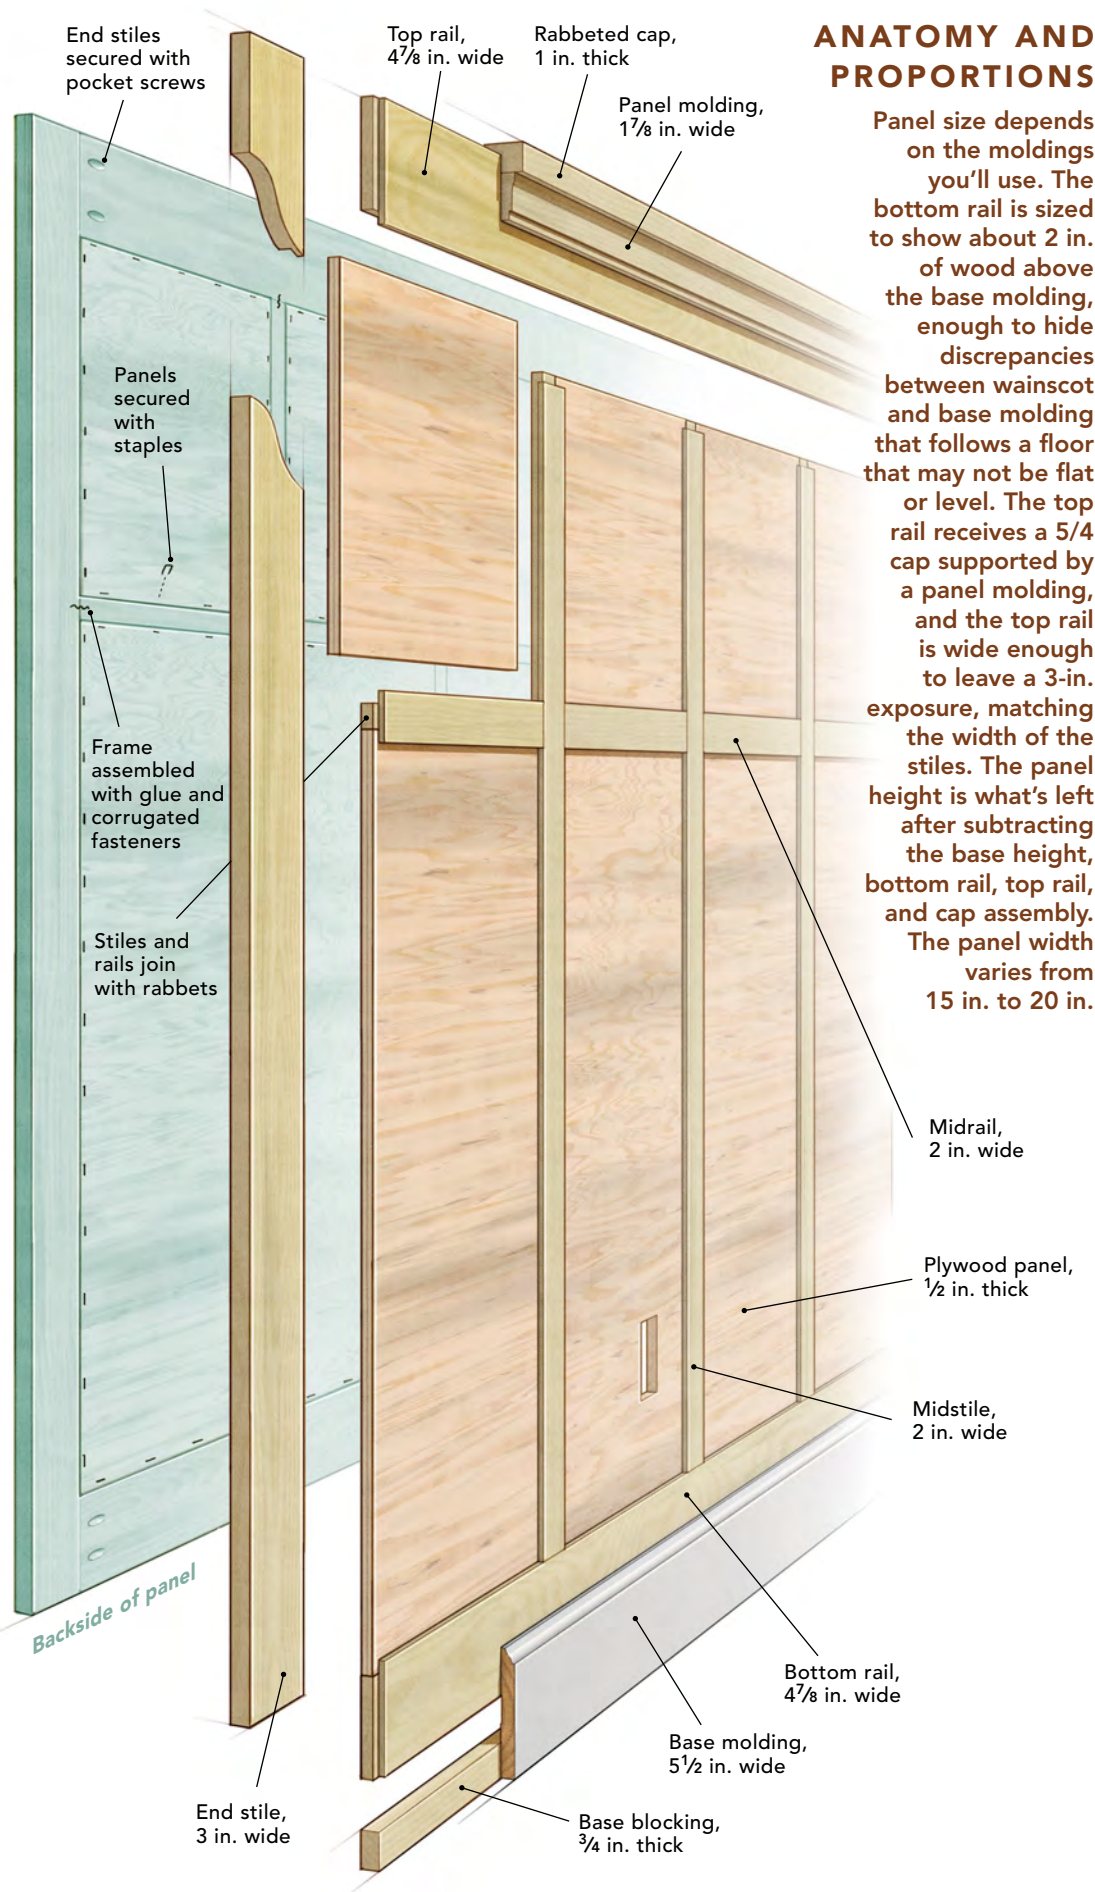 End stiles
secured with
pocket screws
Top rail,
4⅞ in. wide
Rabbeted cap,
1 in. thick
Panel molding,
1⅞ in. wide
ANATOMY AND
PROPORTIONS
Panel size depends
on the moldings
you’ll use. The
bottom rail is sized
to show about 2 in.
of wood above
the base molding,
enough to hide
discrepancies
between wainscot
and base molding
that follows a floor
that may not be flat
or level. The top
rail receives a 5/4
cap supported by
a panel molding,
and the top rail
is wide enough
to leave a 3-in.
exposure, matching
the width of the
stiles. The panel
height is what’s left
after subtracting
the base height,
bottom rail, top rail,
and cap assembly.
The panel width
varies from
15 in. to 20 in.
Panels
secured
with
staples
Frame
assembled
with glue and
corrugated
fasteners
Stiles and
rails join
with rabbets
Midrail,
2 in. wide
Plywood panel,
½ in. thick
Midstile,
2 in. wide
Backside of panel
Bottom rail,
4⅞ in. wide
Base molding,
5½ in. wide
End stile,
3 in. wide
Base blocking,
¾ in. thick